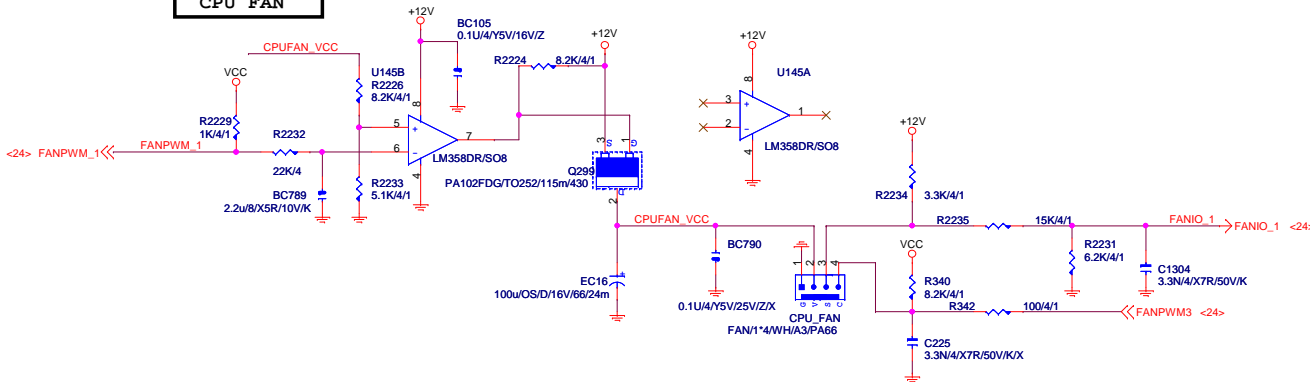 CPU FAN
+12V
BC105
0.1U/4/Y5V/16V/Z
CPUFAN_VCC
VCC
U145B
R2226
8.2K/4/1
R2229
1K/4/1
R2232
22K/4
<24> FANPWM_1
FANPWM_1
BC789
2.2u/8/X5R/10V/K
R2233
5.1K/4/1
8
5
+
6
-
7
4
LM358DR/SO8
R2224
8.2K/4/1
+12V
3
S
1
G
Q299
PA102FDG/TO252/115m/430
D
2
CPUFAN_VCC
EC16
+
100u/OS/D/16V/66/24m
BC790
0.1U/4/Y5V/25V/Z/X
+12V
U145A
8
3
+
2
-
1
4
LM358DR/SO8
1
2
3
4
G
V
S
C
CPU_FAN
FAN/1*4/WH/A3/PA66
+12V
R2234
3.3K/4/1
R2235
15K/4/1
FANIO_1
FANIO_1 <24>
R2231
6.2K/4/1
C1304
3.3N/4/X7R/50V/K
VCC
R340
8.2K/4/1
R342
100/4/1
FANPWM3 <24>
C225
3.3N/4/X7R/50V/K/X